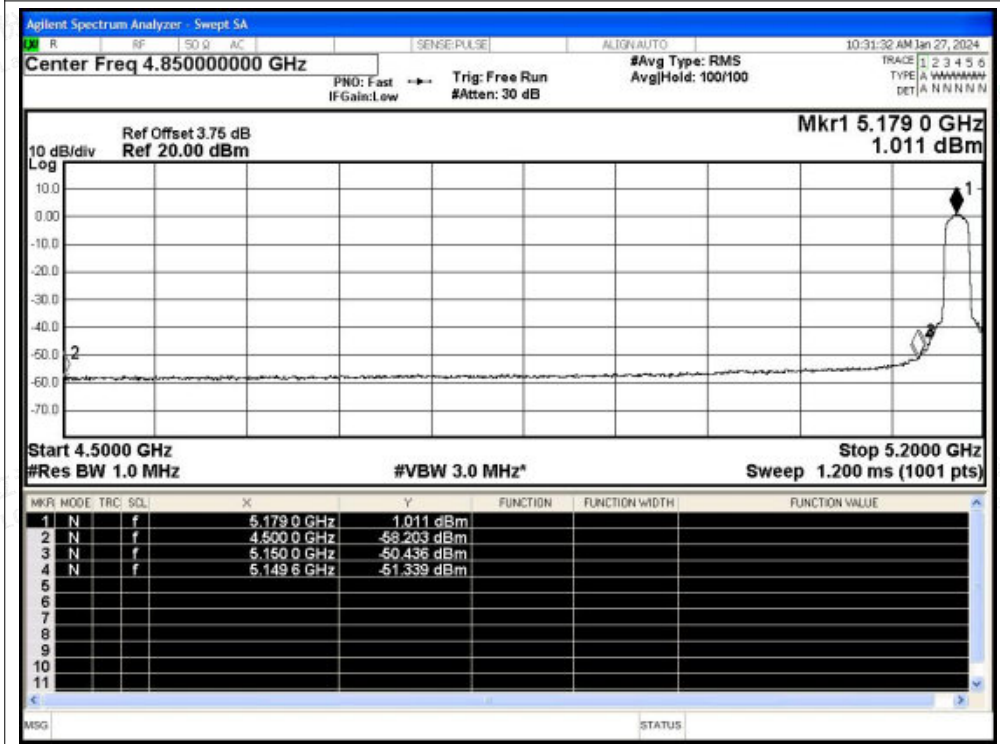 Agilent Spectrum Analyzer - Swept SA
LXI R RF 50 Ω AC SENSE:PULSE ALIGN AUTO 10:31:32 AM Jan 27, 2024
Center Freq 4.850000000 GHz #Avg Type: RMS TRACE 1 2 3 4 5 6
PNO: Fast Trig: Free Run Avg|Hold: 100/100 TYPE A WWWWW
IFGain:Low #Atten: 30 dB DET A N N N N N
Mkr1 5.179 0 GHz
Ref Offset 3.75 dB
10 dB/div Ref 20.00 dBm 1.011 dBm
Log
10.0
0.00
-10.0
-20.0
-30.0
-40.0
-50.0
-60.0
-70.0
1
2
Start 4.5000 GHz Stop 5.2000 GHz
#Res BW 1.0 MHz #VBW 3.0 MHz* Sweep 1.200 ms (1001 pts)
MKR MODE TRC SCL X Y FUNCTION FUNCTION WIDTH FUNCTION VALUE
1 N f 5.179 0 GHz 1.011 dBm
2 N f 4.500 0 GHz -58.203 dBm
3 N f 5.150 0 GHz -50.436 dBm
4 N f 5.149 6 GHz -51.339 dBm
5
6
7
8
9
10
11
MSG STATUS